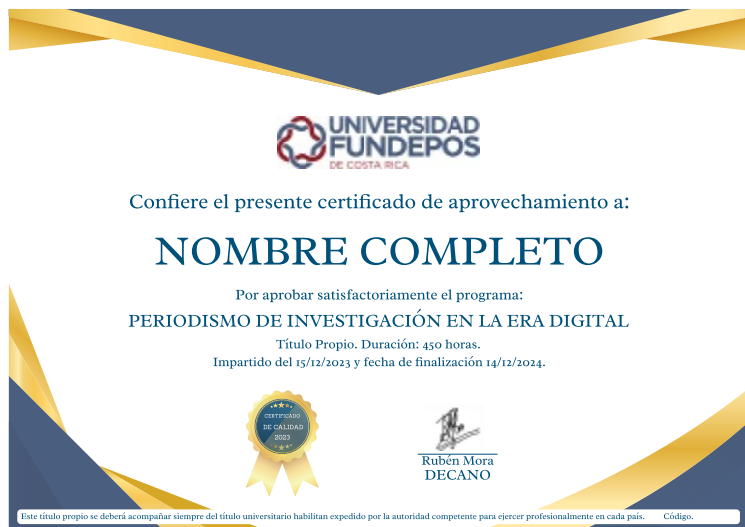 UNIVERSIDAD
FUNDEPOS
DE COSTA RICA
Confiere el presente certificado de aprovechamiento a:
NOMBRE COMPLETO
Por aprobar satisfactoriamente el programa:
PERIODISMO DE INVESTIGACIÓN EN LA ERA DIGITAL
Título Propio. Duración: 450 horas.
Impartido del 15/12/2023 y fecha de finalización 14/12/2024.
CERTIFICADO
DE CALIDAD
2023
Rubén Mora
DECANO
Este título propio se deberá acompañar siempre del título universitario habilitan expedido por la autoridad competente para ejercer profesionalmente en cada país. Código.